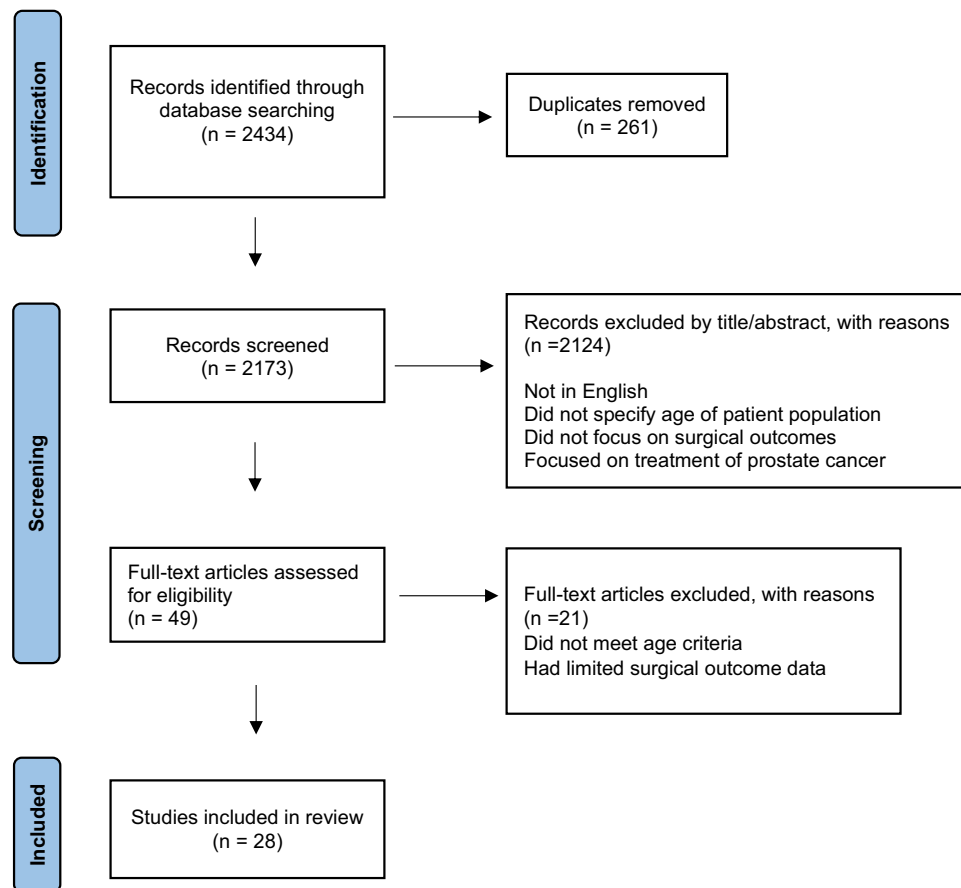 Identification
Records identified through
database searching
(n = 2434)
Duplicates removed
(n = 261)
Screening
Records screened
(n = 2173)
Records excluded by title/abstract, with reasons
(n =2124)
Not in English
Did not specify age of patient population
Did not focus on surgical outcomes
Focused on treatment of prostate cancer
Full-text articles assessed
for eligibility
(n = 49)
Full-text articles excluded, with reasons
(n =21)
Did not meet age criteria
Had limited surgical outcome data
Included
Studies included in review
(n = 28)